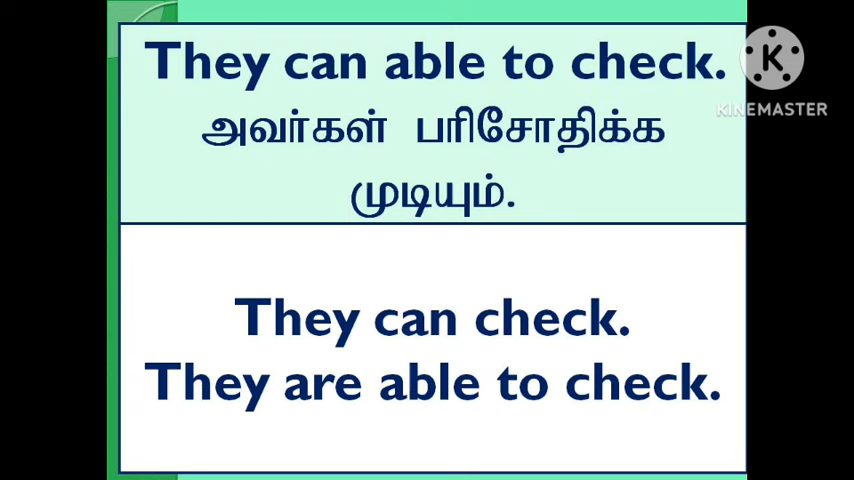 They can able to check.
அவர்கள் பரிசோதிக்க
முடியும்.
They can check.
They are able to check.
K
KINEMASTER